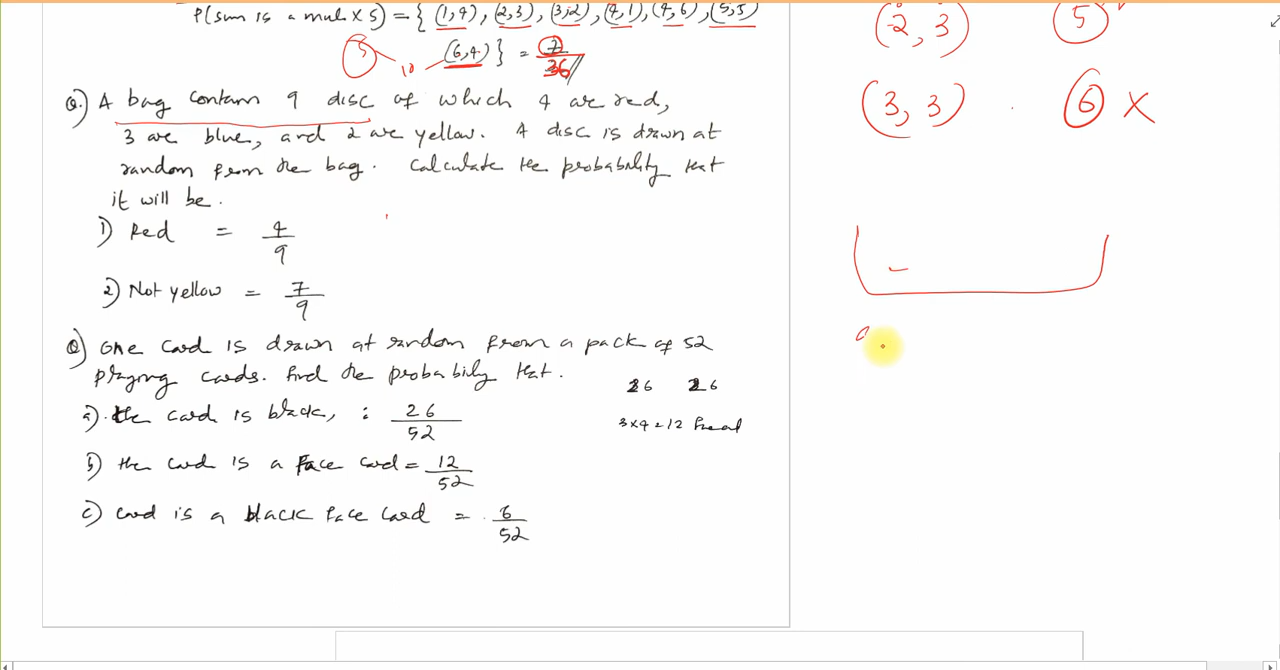 P(sum is a mul. x 5) = { (1,4), (2,3), (3,2), (4,1), (4,6), (5,5)
5 10 (6,4) } = 7/36
Q.) A bag contain 9 disc of which 4 are red,
3 are blue, and 2 are yellow. A disc is drawn at
random from the bag. Calculate the probability that
it will be.
1) Red = 4/9
2) Not yellow = 7/9
Q) One card is drawn at random from a pack of 52
playing cards. find the probability that.
a) the card is black, : 26/52
b) the card is a Face card = 12/52
c) card is a black face card = 6/52
26 26
3x4=12
(2, 3) 5
(3, 3) 6 X